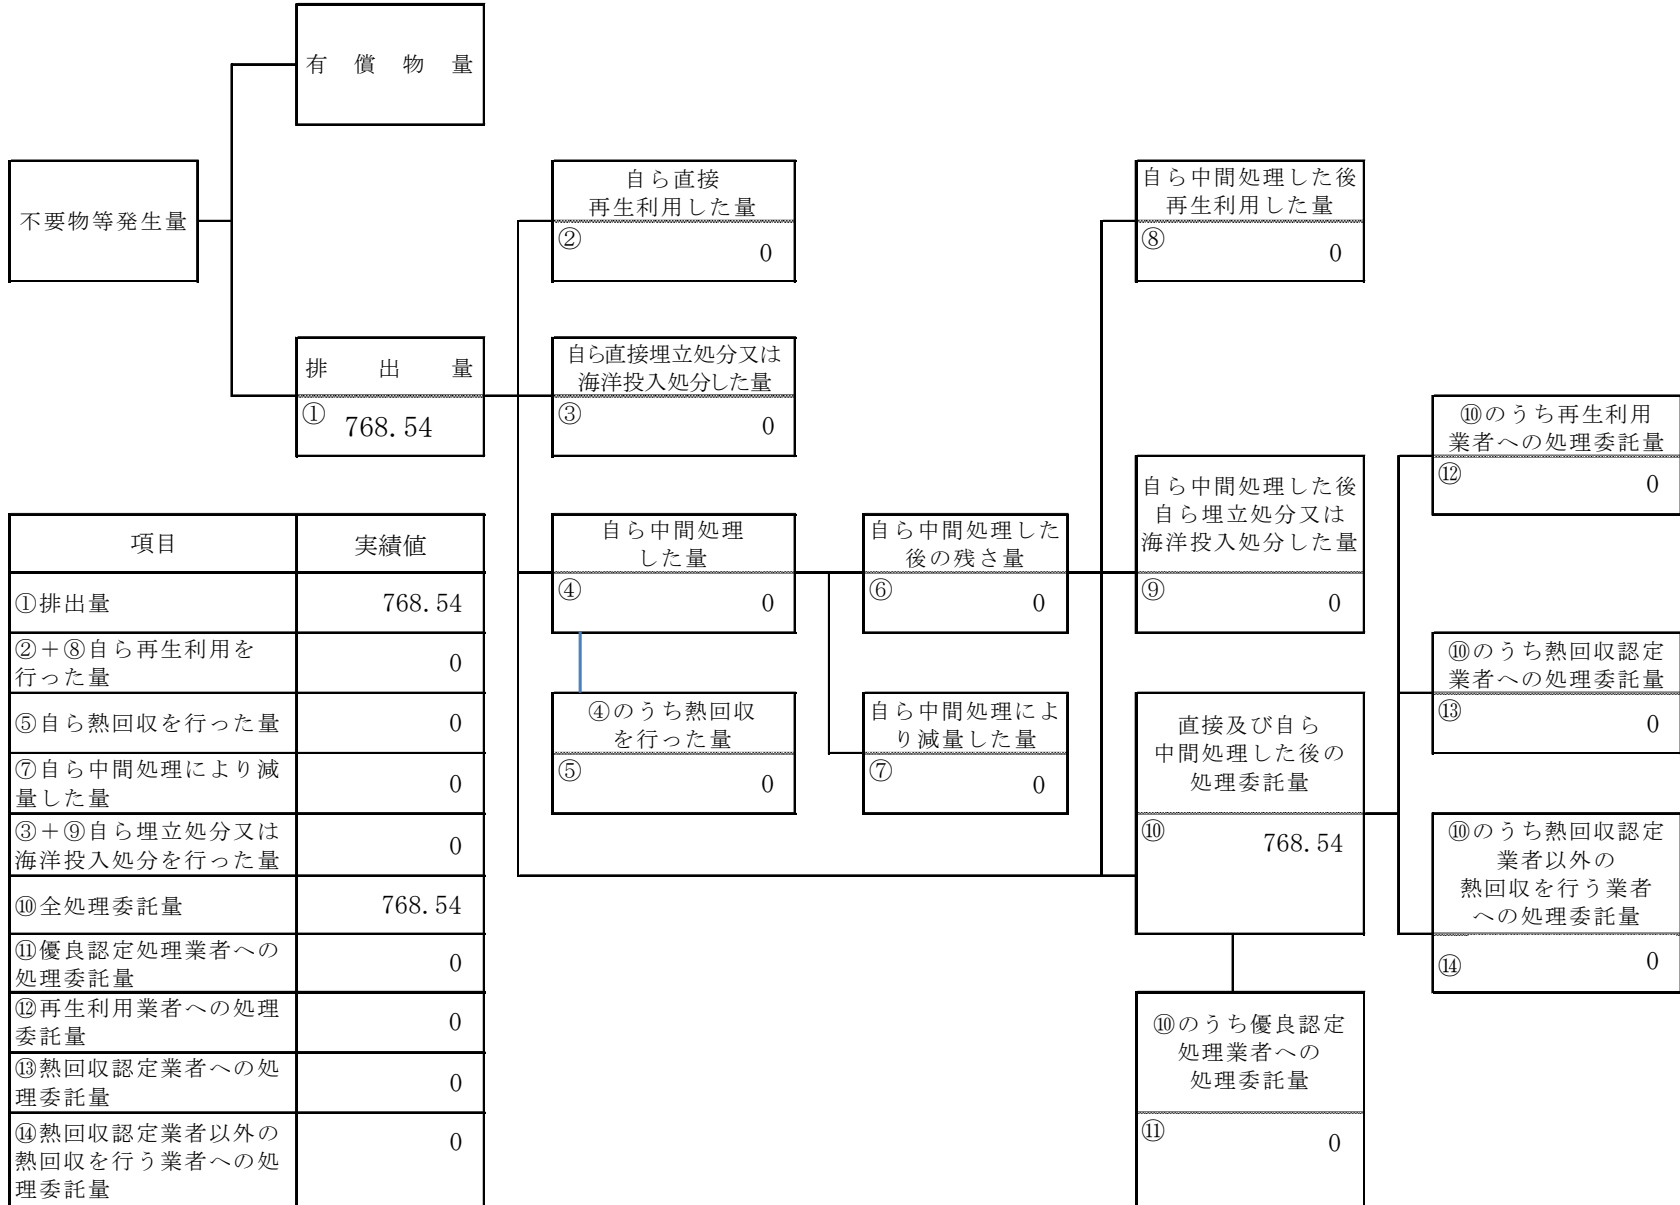 有償物量
不要物等発生量
排出量
①
768.54
自ら直接
再生利用した量
②
0
自ら直接埋立処分又は
海洋投入処分した量
③
0
自ら中間処理
した量
④
0
④のうち熱回収
を行った量
⑤
0
自ら中間処理した
後の残さ量
⑥
0
自ら中間処理によ
り減量した量
⑦
0
自ら中間処理した後
再生利用した量
⑧
0
自ら中間処理した後
自ら埋立処分又は
海洋投入処分した量
⑨
0
直接及び自ら
中間処理した後の
処理委託量
⑩
768.54
⑩のうち優良認定
処理業者への
処理委託量
⑪
0
⑩のうち再生利用
業者への処理委託量
⑫
0
⑩のうち熱回収認定
業者への処理委託量
⑬
0
⑩のうち熱回収認定
業者以外の
熱回収を行う業者
への処理委託量
⑭
0
項目 実績値
①排出量 768.54
②+⑧自ら再生利用を
行った量 0
⑤自ら熱回収を行った量 0
⑦自ら中間処理により減
量した量 0
③+⑨自ら埋立処分又は
海洋投入処分を行った量 0
⑩全処理委託量 768.54
⑪優良認定処理業者への
処理委託量 0
⑫再生利用業者への処理
委託量 0
⑬熱回収認定業者への処
理委託量 0
⑭熱回収認定業者以外の
熱回収を行う業者への処
理委託量 0